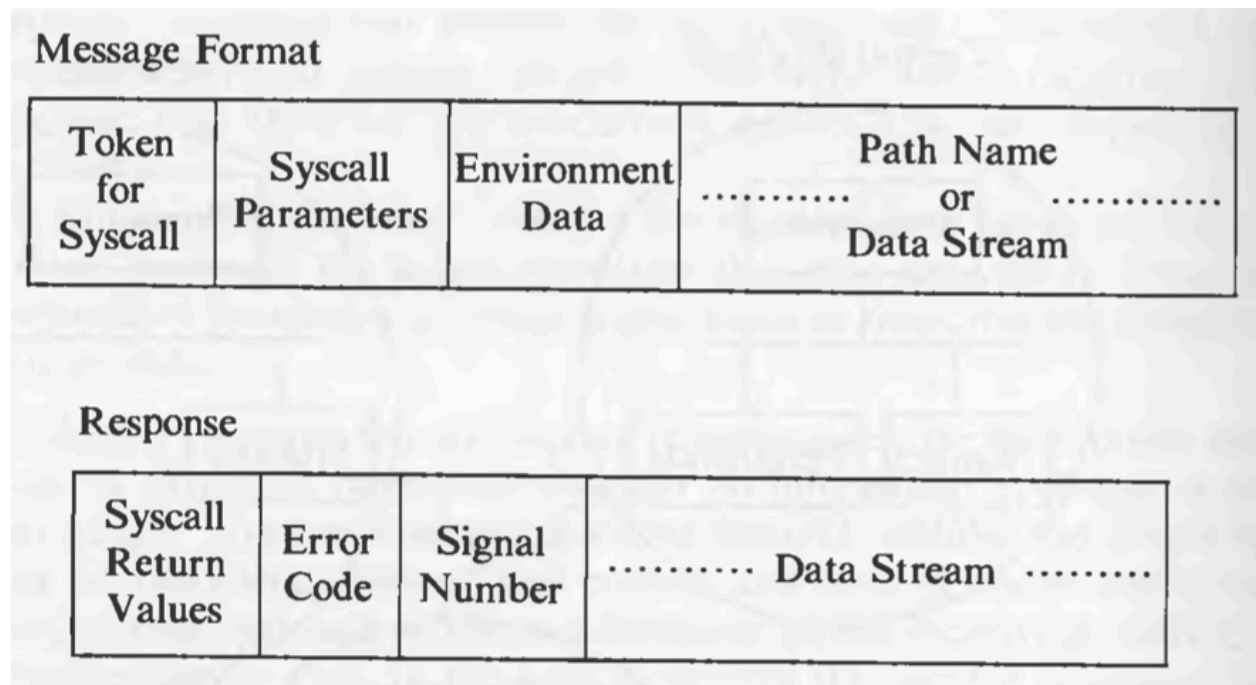 Message Format
Token for Syscall
Syscall Parameters
Environment Data
Path Name or Data Stream
Response
Syscall Return Values
Error Code
Signal Number
Data Stream